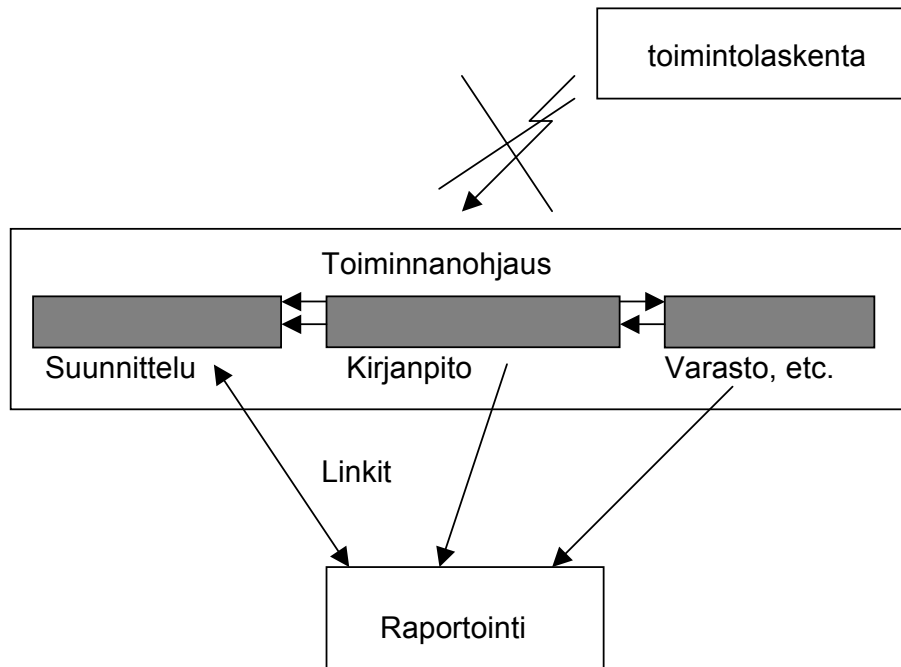 toimintolaskenta
Toiminnanohjaus
Suunnittelu
Kirjanpito
Varasto, etc.
Linkit
Raportointi